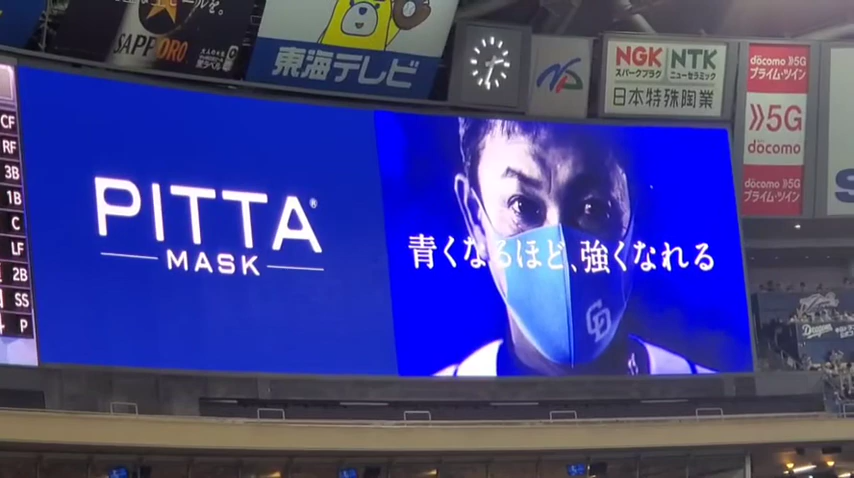 SAPPORO
東海テレビ
NGK
スパークプラグ
NTK
ニューセラミック
日本特殊陶業
docomo 5G
プライム・ツイン
5G
docomo
docomo 5G
プライム・ツイン
CF
RF
3B
1B
C
LF
2B
SS
P
PITTA®
MASK
青くなるほど、強くなれる
CD
Dragons